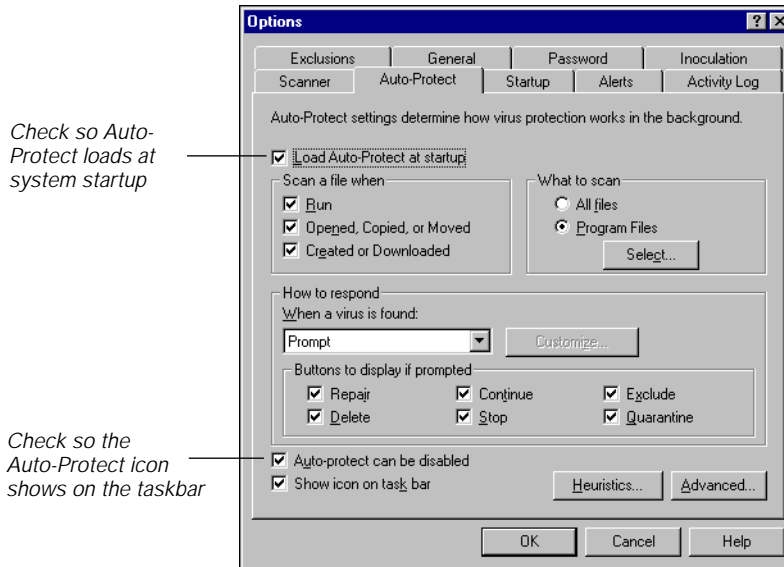 Options
Exclusions General Password Inoculation
Scanner Auto-Protect Startup Alerts Activity Log
Auto-Protect settings determine how virus protection works in the background.
Check so Auto-
Protect loads at
system startup
Load Auto-Protect at startup
Scan a file when
Run
Opened, Copied, or Moved
Created or Downloaded
What to scan
All files
Program Files
Select...
How to respond
When a virus is found:
Prompt
Customize...
Buttons to display if prompted
Repair Continue Exclude
Delete Stop Quarantine
Check so the
Auto-Protect icon
shows on the taskbar
Auto-protect can be disabled
Show icon on task bar
Heuristics... Advanced...
OK Cancel Help